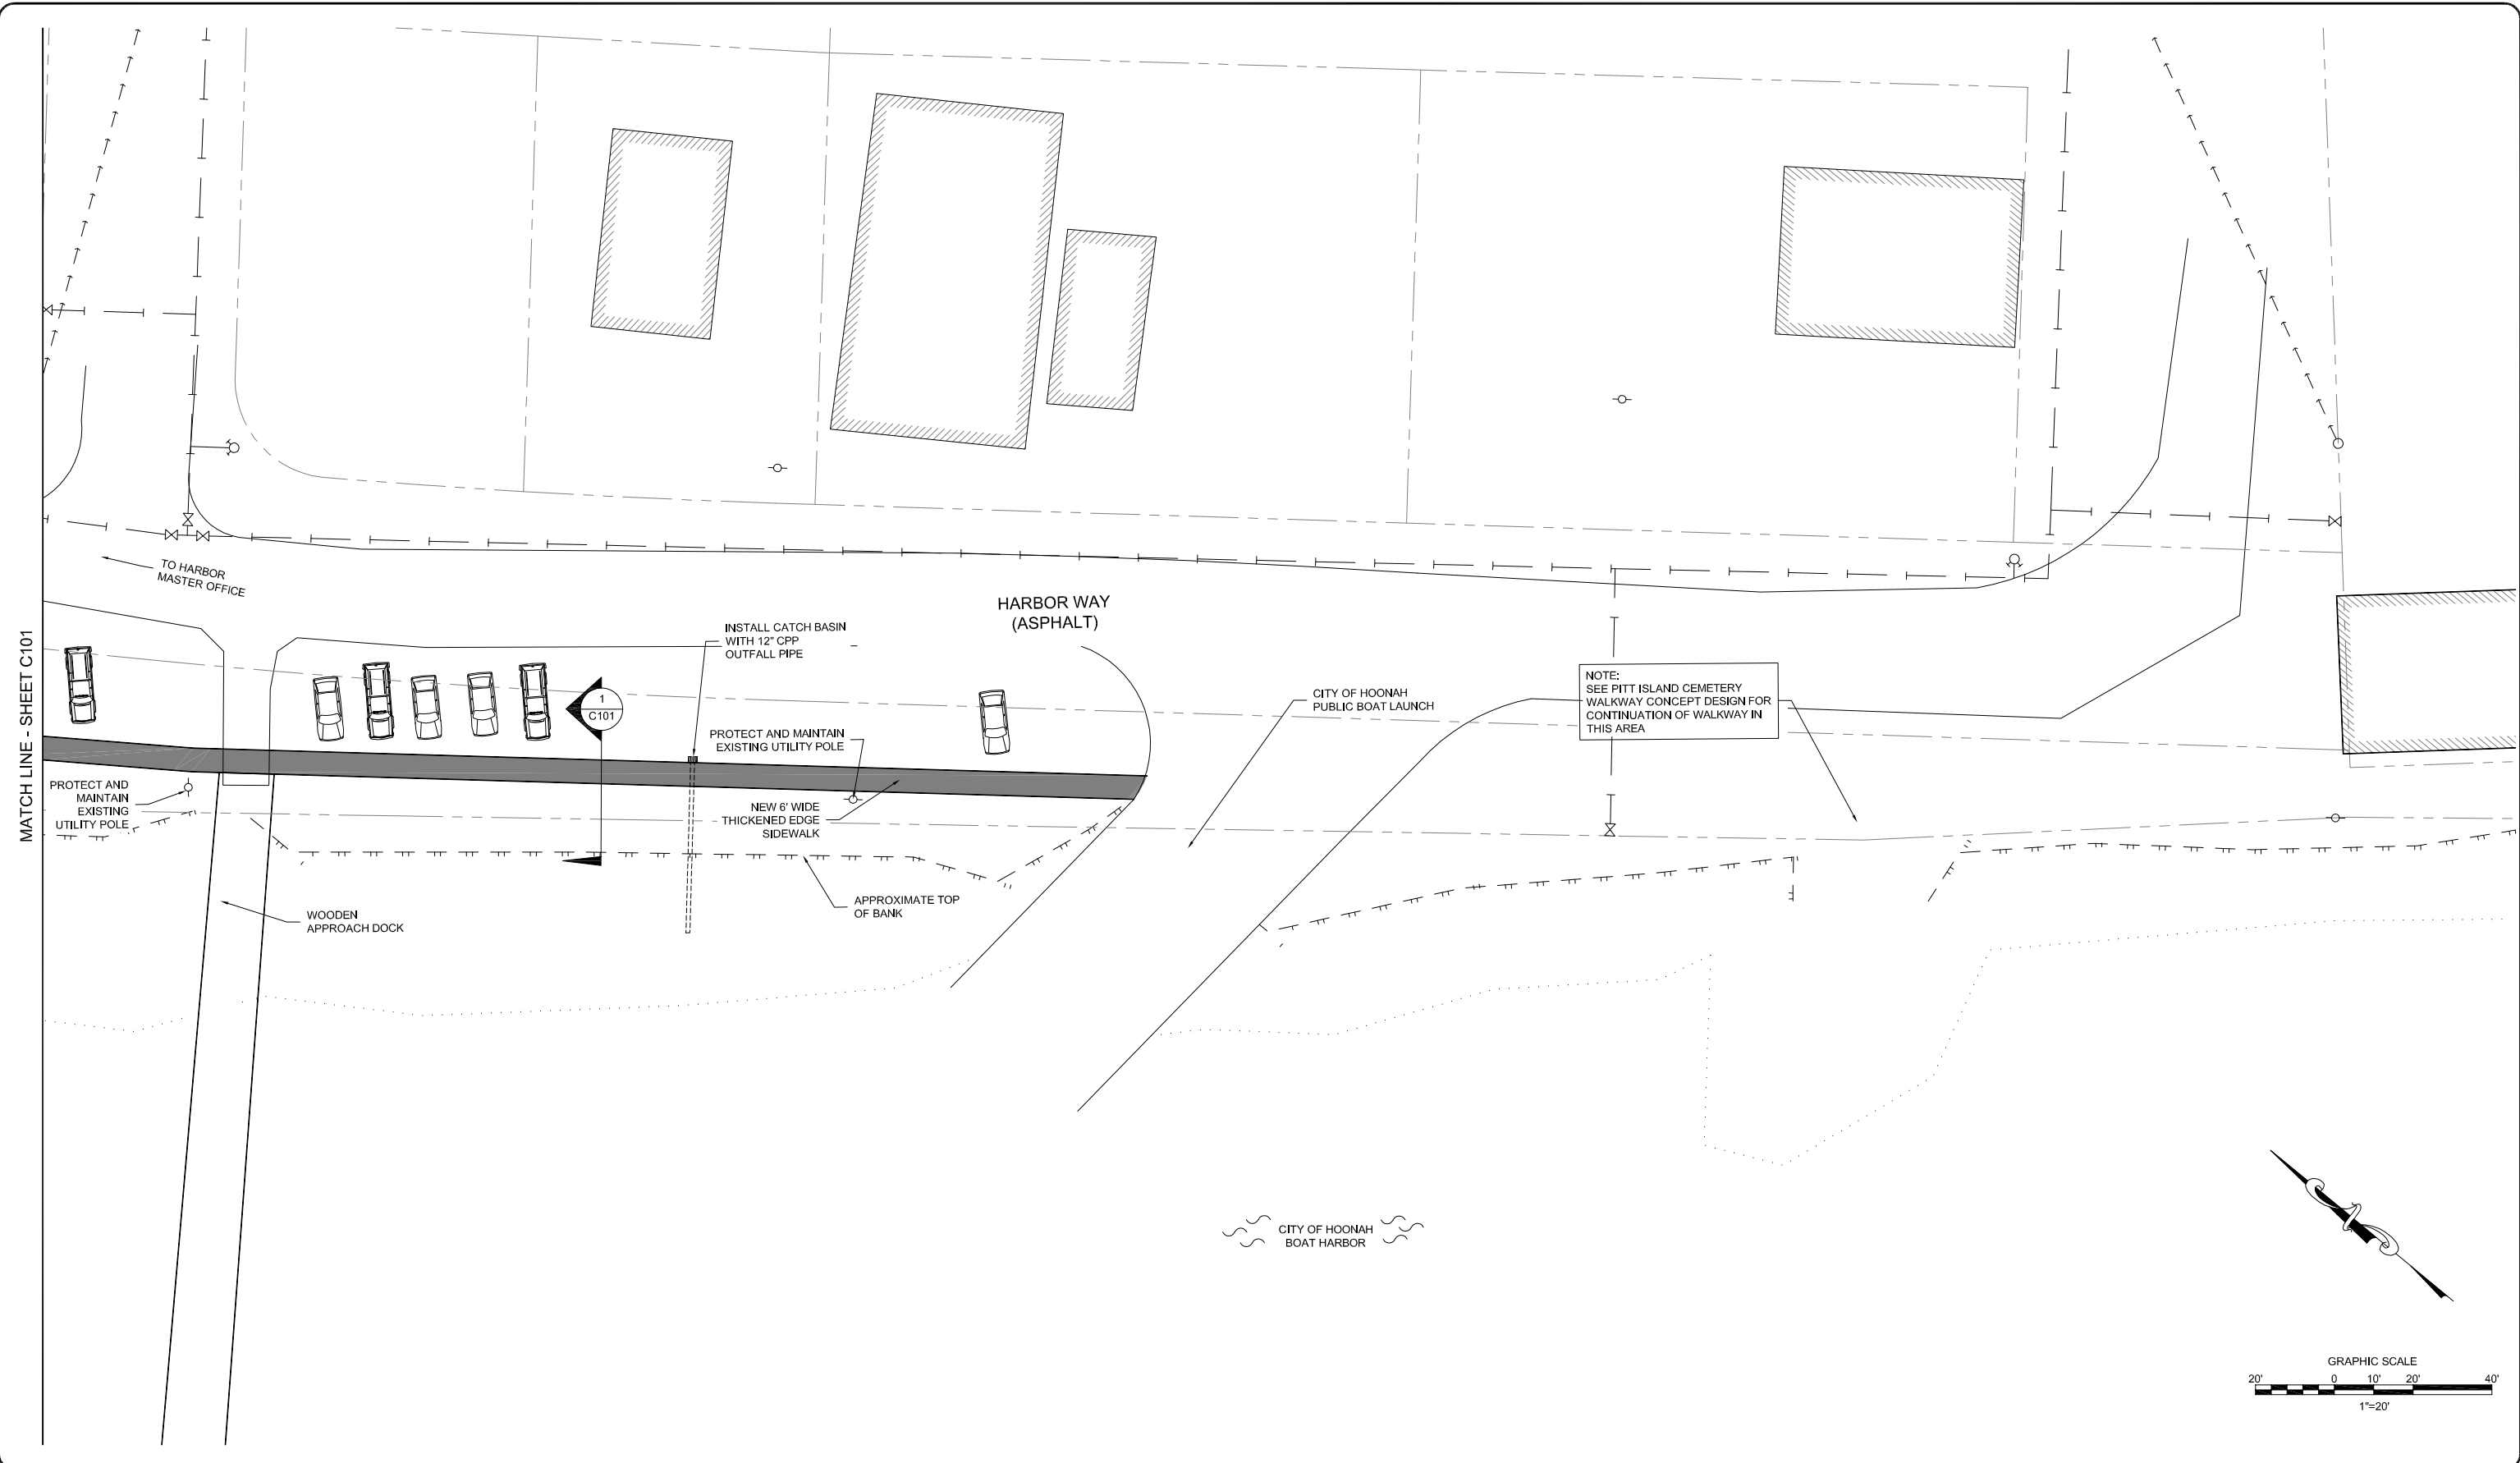 MATCH LINE - SHEET C101
TO HARBOR
MASTER OFFICE
HARBOR WAY
(ASPHALT)
INSTALL CATCH BASIN
WITH 12" CPP
OUTFALL PIPE
1
C101
NOTE:
SEE PITT ISLAND CEMETERY
WALKWAY CONCEPT DESIGN FOR
CONTINUATION OF WALKWAY IN
THIS AREA
CITY OF HOONAH
PUBLIC BOAT LAUNCH
PROTECT AND MAINTAIN
EXISTING UTILITY POLE
PROTECT AND
MAINTAIN
EXISTING
UTILITY POLE
NEW 6' WIDE
THICKENED EDGE
SIDEWALK
WOODEN
APPROACH DOCK
APPROXIMATE TOP
OF BANK
CITY OF HOONAH
BOAT HARBOR
GRAPHIC SCALE
20' 0 10' 20' 40'
1"=20'